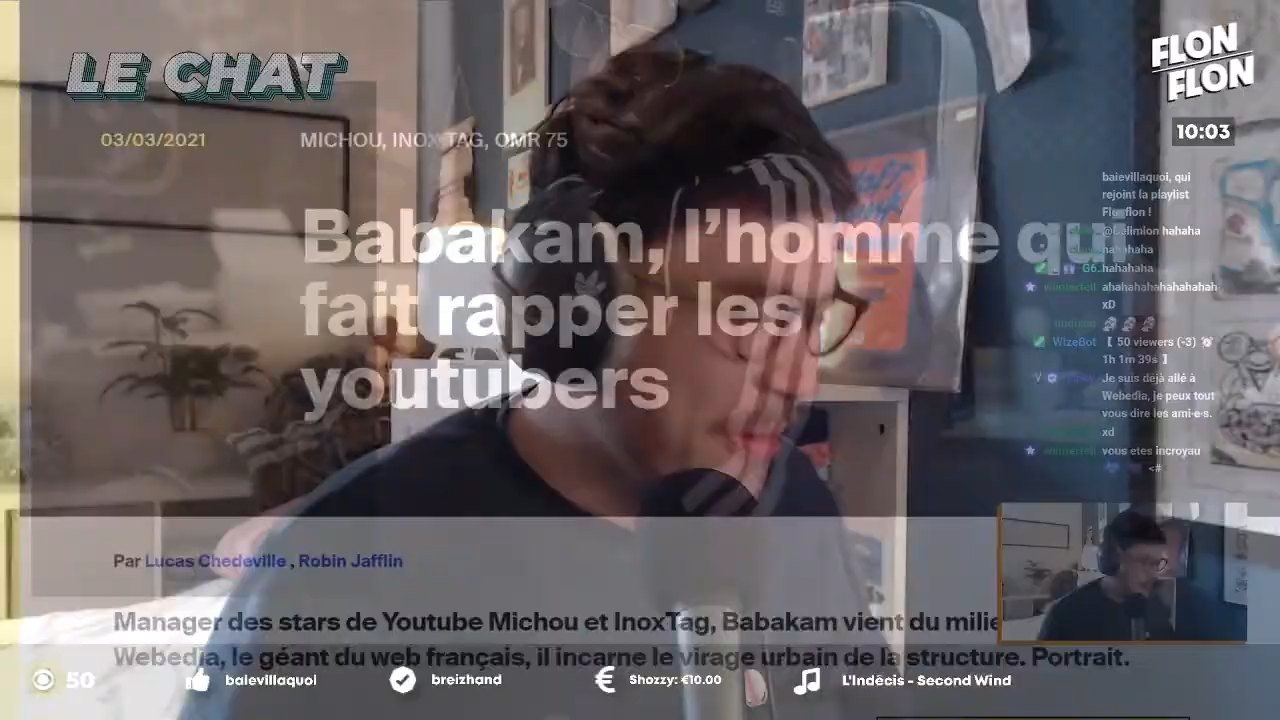 LE CHAT
FLON
FLON
10:03
03/03/2021
MICHOU, INOXTAG, OMR 75
Babakam, l’homme qui
fait rapper les
youtubers
Par Lucas Chedeville , Robin Jafflin
Manager des stars de Youtube Michou et InoxTag, Babakam vient du milie
Webedia, le géant du web français, il incarne le virage urbain de la structure. Portrait.
baievillaquoi, qui
rejoint la playlist
Flonflon !
@Belimion hahaha
hahahaha
G6. hahahaha
ahahahahahahahahah
xD
WizeBot 【 50 viewers (-3)
1h 1m 39s 】
Je suis déjà allé à
Webedia, je peux tout
vous dire les ami·e·s.
xd
vous etes incroyau
<#
50
baievillaquoi
breizhand
Shozzy: €10.00
L'Indécis - Second Wind